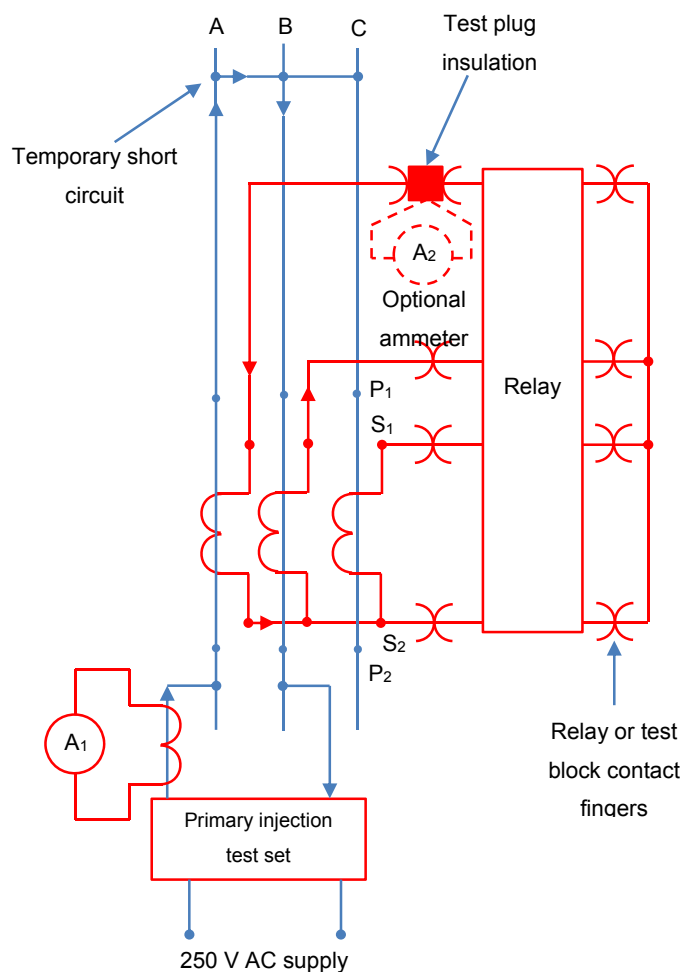 A B C
Test plug
insulation
Temporary short
circuit
A2
Optional
ammeter
P1
S1
Relay
S2
P2
A1
Relay or test
block contact
fingers
Primary injection
test set
250 V AC supply